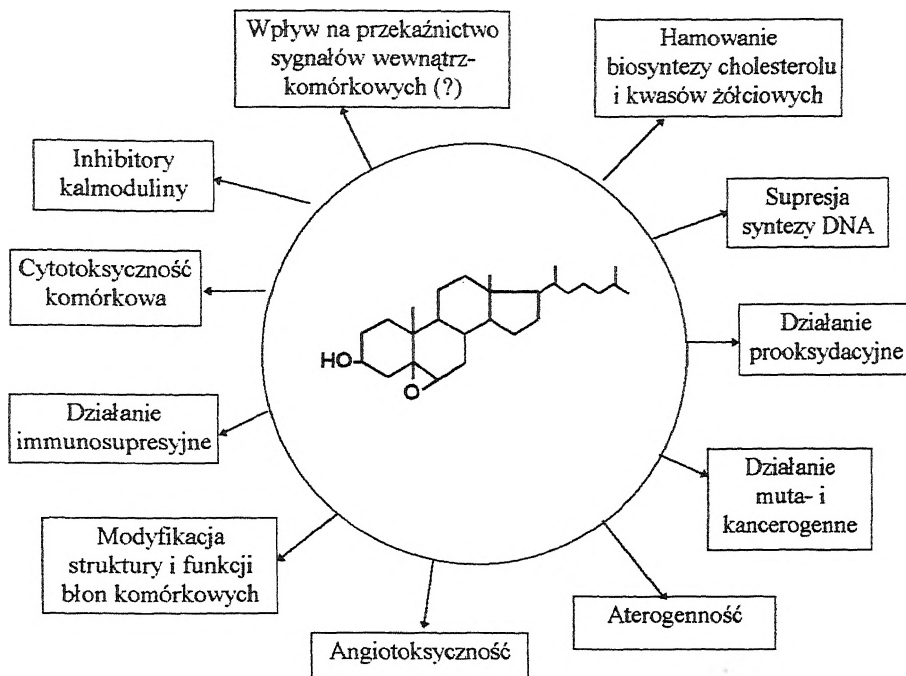 Wpływ na przekaźnictwo
sygnałów wewnątrz-
komórkowych (?)
Hamowanie
biosyntezy cholesterolu
i kwasów żółciowych
Inhibitory
kalmoduliny
Supresja
syntezy DNA
Cytotoksyczność
komórkowa
Działanie
prooksydacyjne
HO
O
Działanie
immunosupresyjne
Działanie
muta- i
kancerogenne
Modyfikacja
struktury i funkcji
błon komórkowych
Aterogenność
Angiotoksyczność